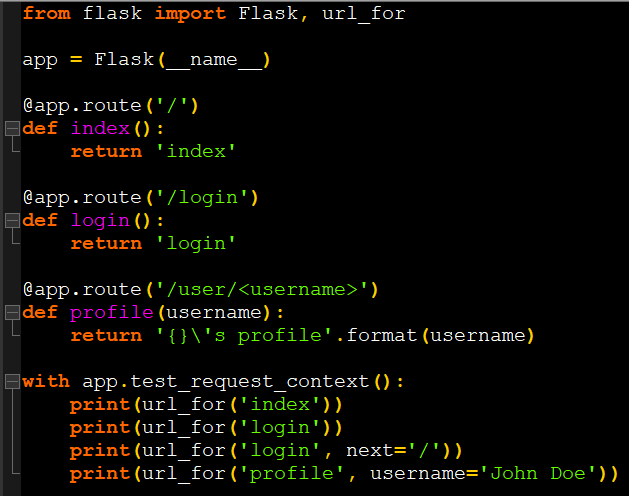 from flask import Flask, url_for
app = Flask(__name__)
@app.route('/')
def index():
    return 'index'
@app.route('/login')
def login():
    return 'login'
@app.route('/user/<username>')
def profile(username):
    return '{}\'s profile'.format(username)
with app.test_request_context():
    print(url_for('index'))
    print(url_for('login'))
    print(url_for('login', next='/'))
    print(url_for('profile', username='John Doe'))